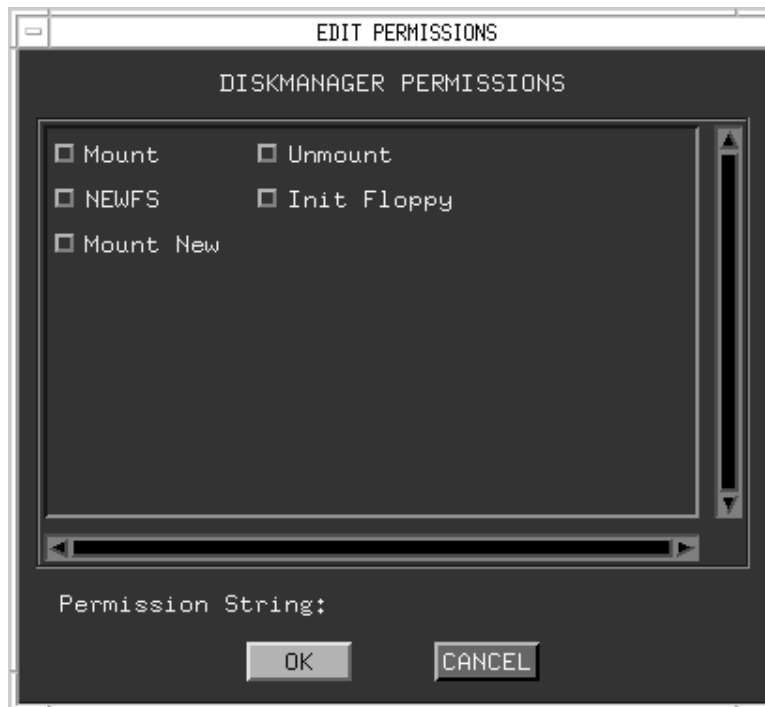 EDIT PERMISSIONS
DISKMANAGER PERMISSIONS
Mount Unmount
NEWFS Init Floppy
Mount New
Permission String:
OK CANCEL